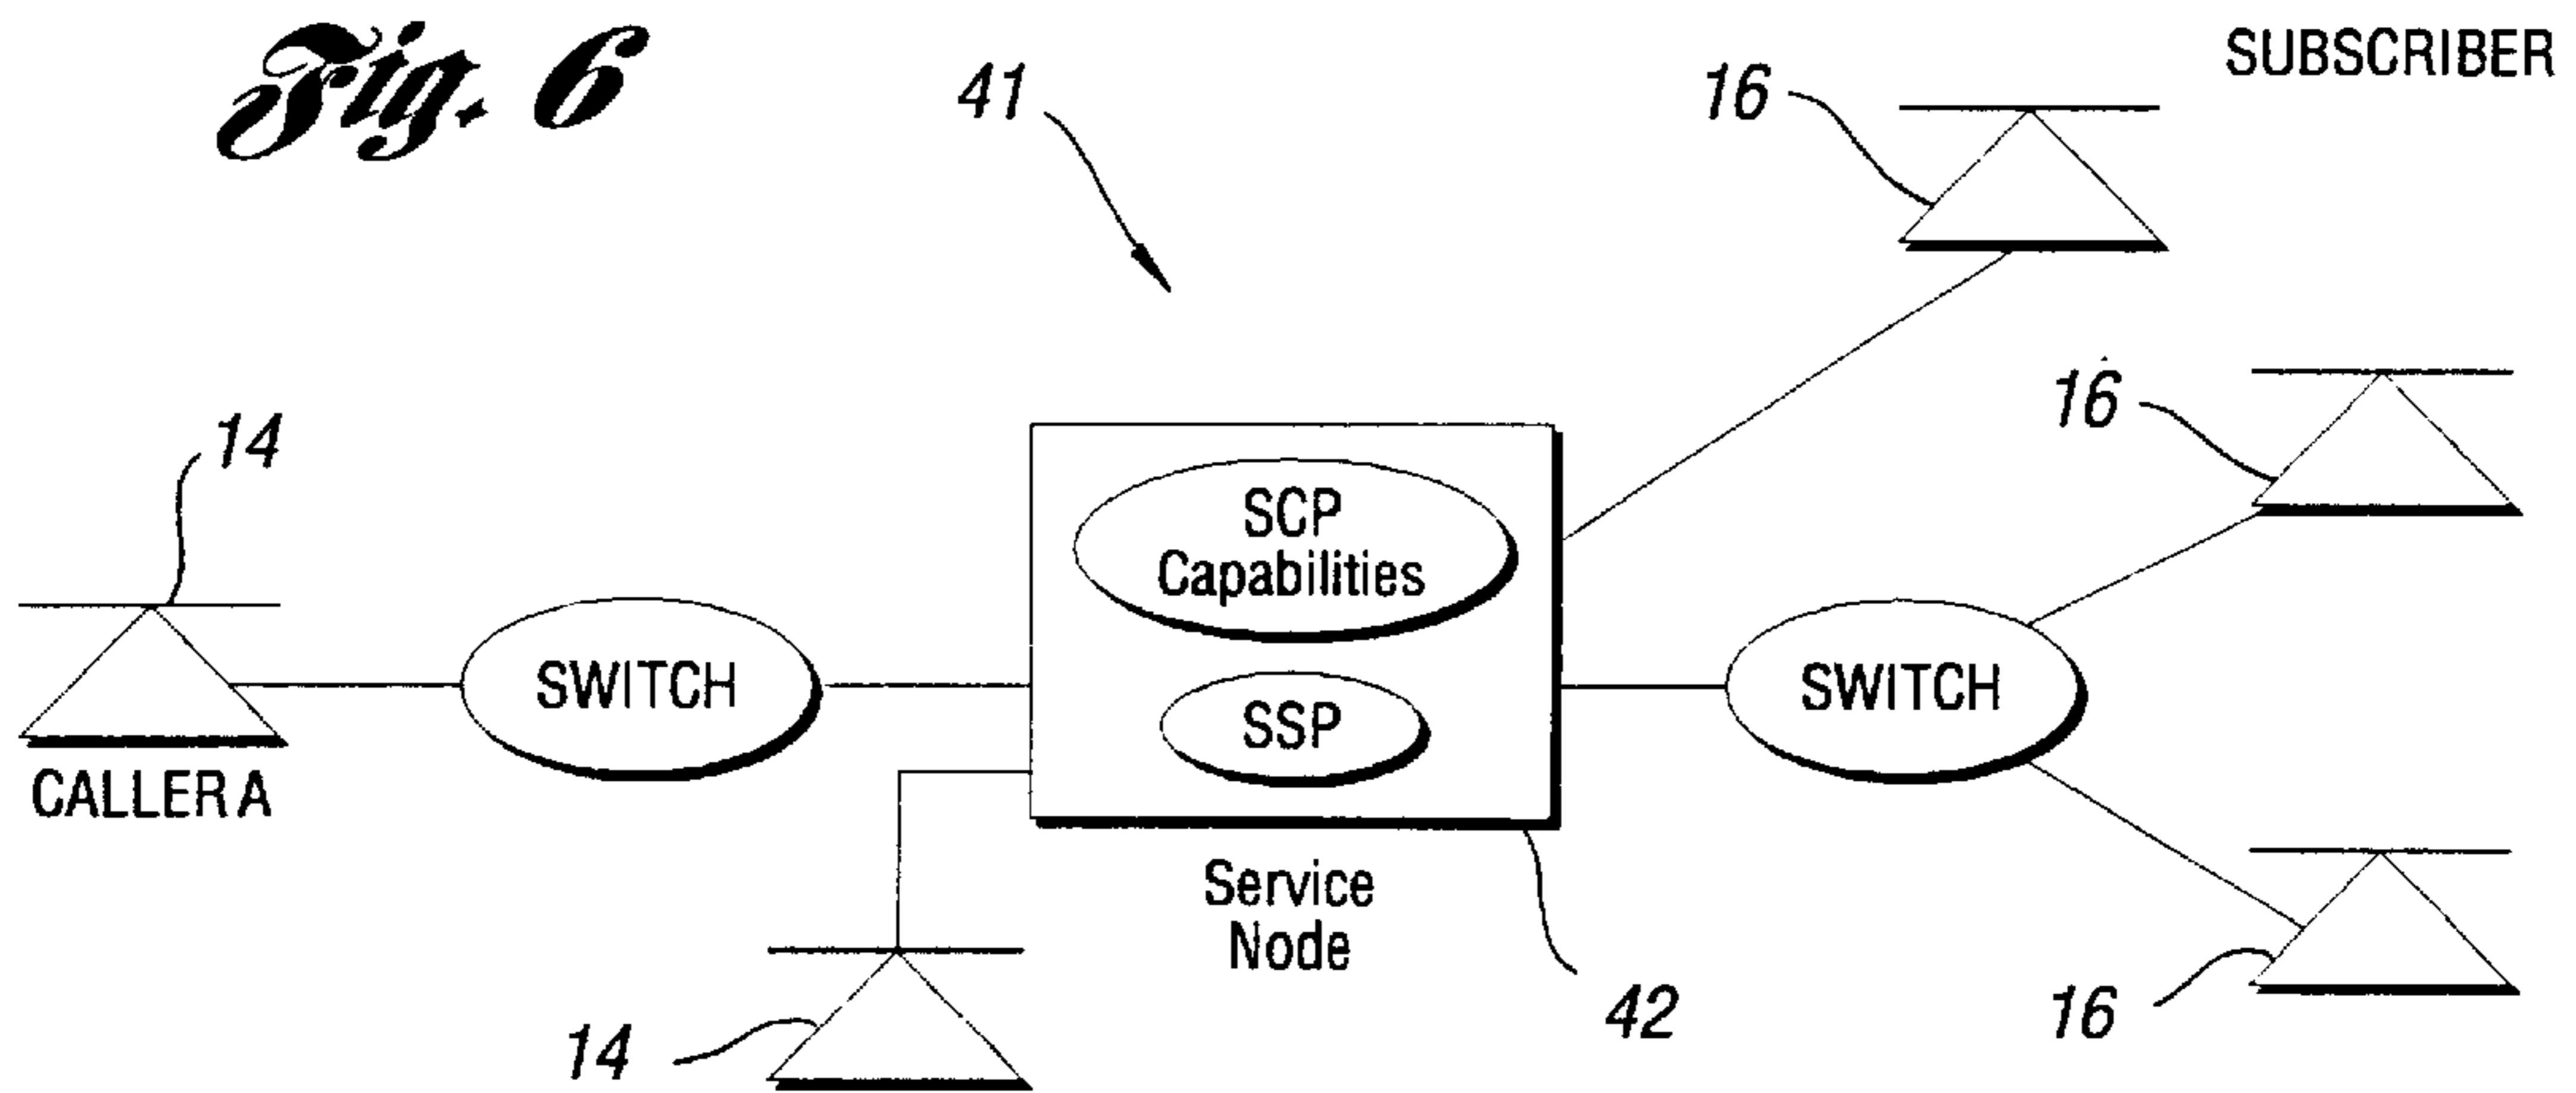 Fig. 6
41
16
SUBSCRIBER
16
14
SCP
Capabilities
SWITCH
SSP
SWITCH
CALLER A
Service
Node
14
42
16